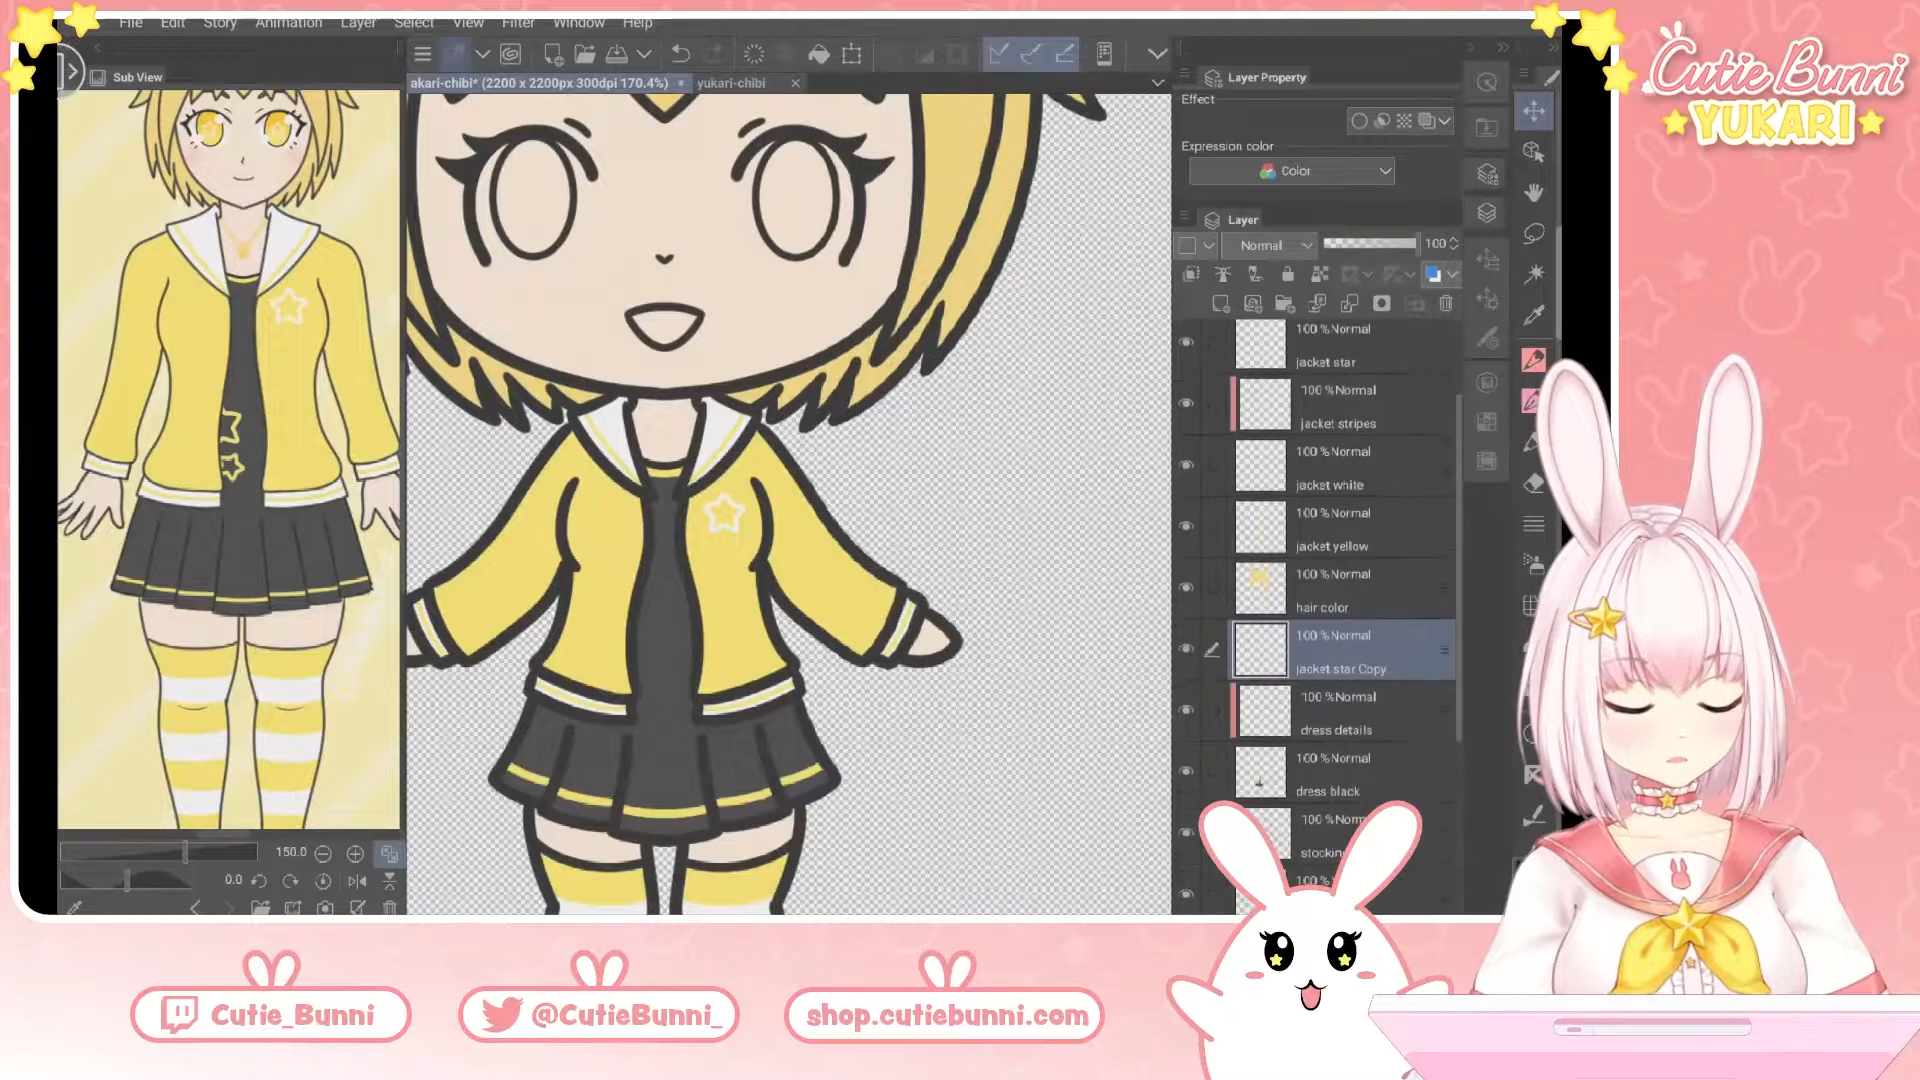 File Edit Story Animation Layer Select View Filter Window Help
Cutie Bunni
YUKARI
Sub View
akari-chibi* (2200 x 2200px 300dpi 170.4%)
yukari-chibi
Layer Property
Effect
Expression color
Color
Layer
Normal
100
100 %Normal
jacket star
100 %Normal
jacket stripes
100 %Normal
jacket white
100 %Normal
jacket yellow
100 %Normal
hair color
100 %Normal
jacket star Copy
100 %Normal
dress details
100 %Normal
dress black
150.0
0.0
Cutie_Bunni
@CutieBunni_
shop.cutiebunni.com